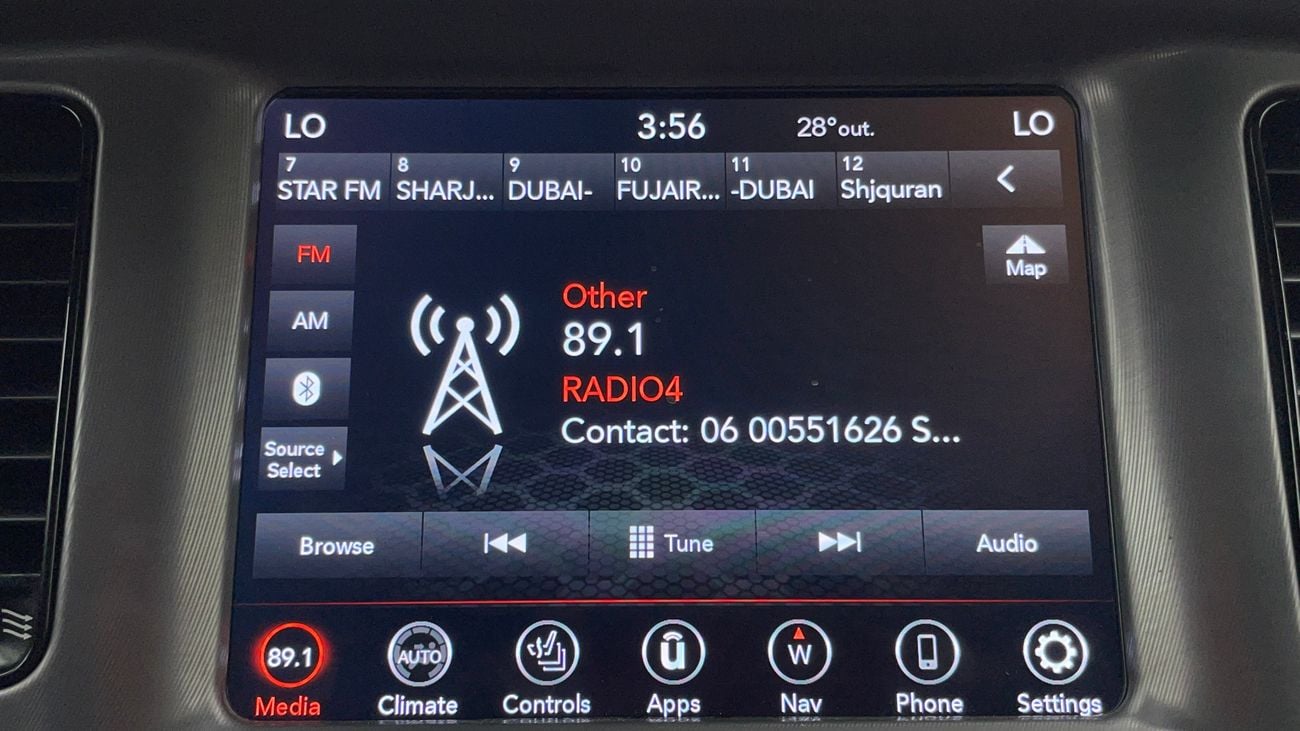 LO 3:56 28° out. LO
7 8 9 10 11 12
STAR FM SHARJ... DUBAI- FUJAIR... -DUBAI Shjquran
FM
Map
AM
Other
89.1
RADIO4
Contact: 06 00551626 S...
Source
Select
Browse Tune Audio
89.1 AUTO u W
Media Climate Controls Apps Nav Phone Settings